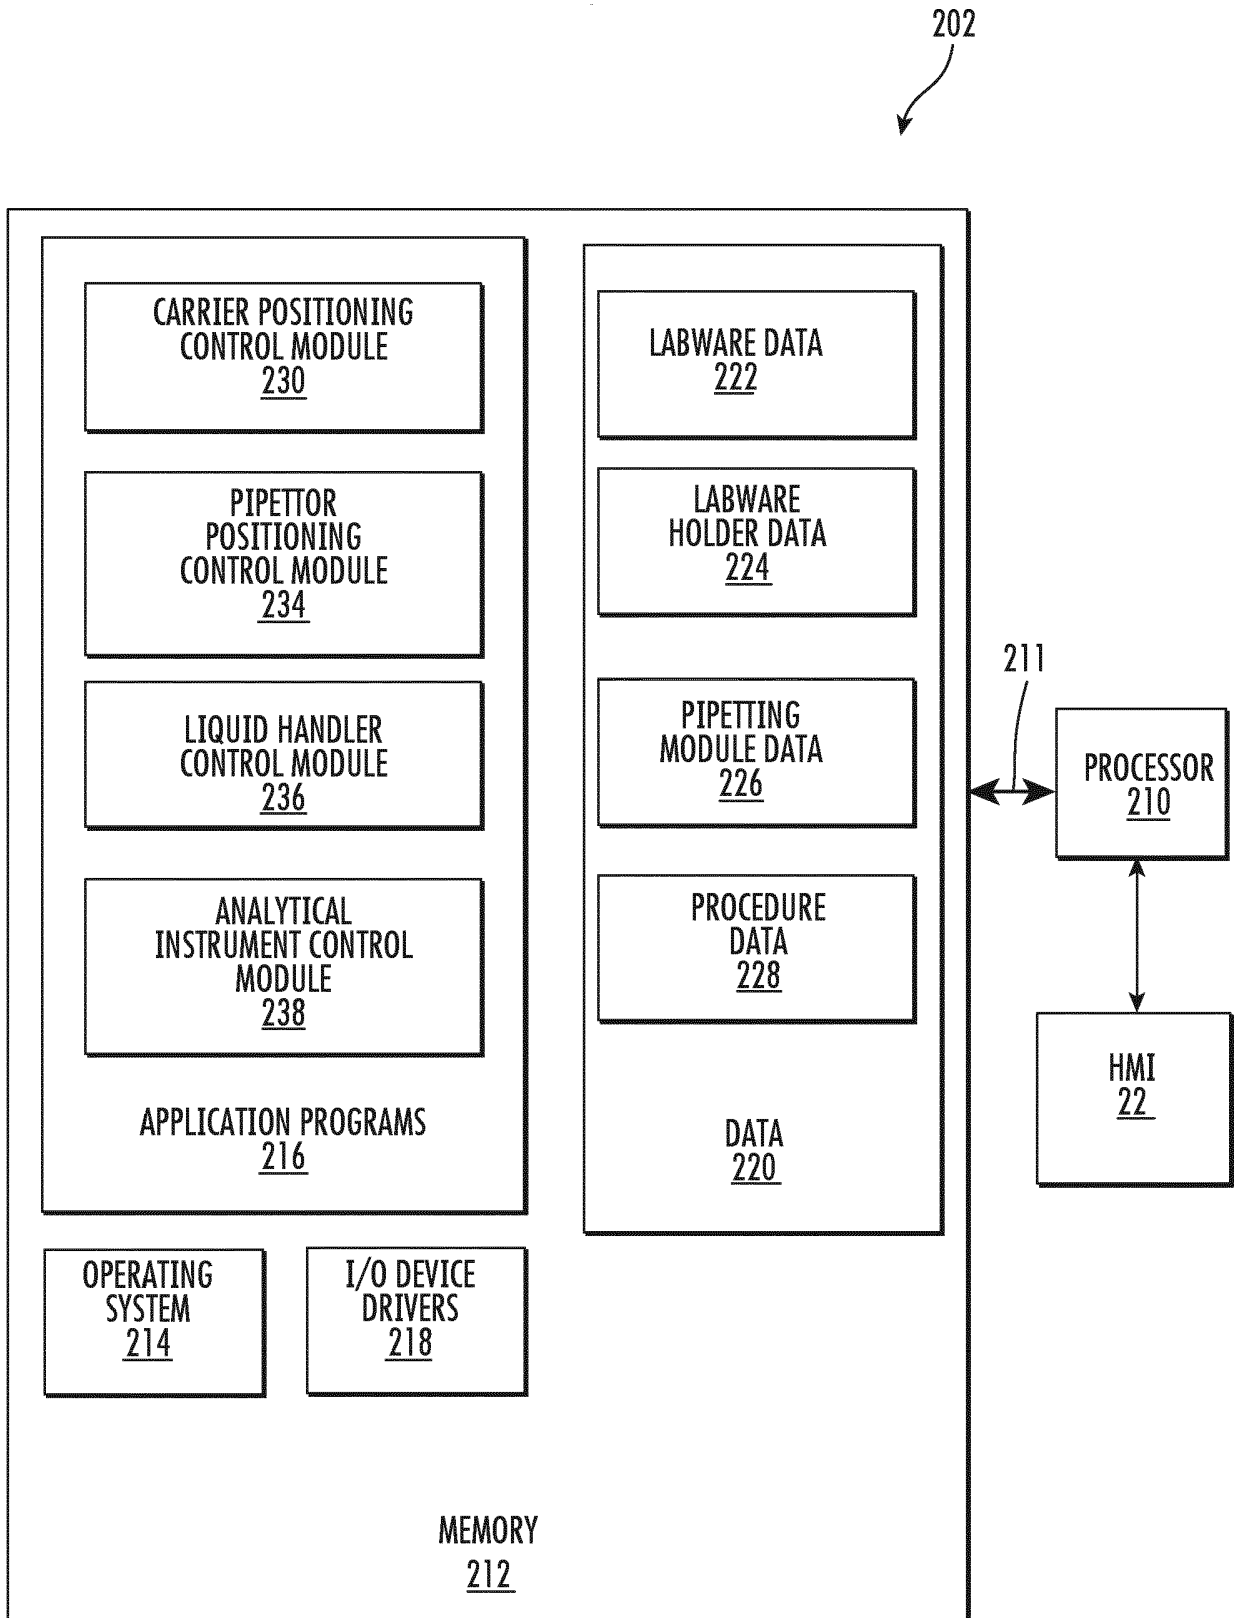 202
CARRIER POSITIONING
CONTROL MODULE
230
PIPETTOR
POSITIONING
CONTROL MODULE
234
LIQUID HANDLER
CONTROL MODULE
236
ANALYTICAL
INSTRUMENT CONTROL
MODULE
238
APPLICATION PROGRAMS
216
LABWARE DATA
222
LABWARE
HOLDER DATA
224
PIPETTING
MODULE DATA
226
PROCEDURE
DATA
228
DATA
220
211
PROCESSOR
210
HMI
22
OPERATING
SYSTEM
214
I/O DEVICE
DRIVERS
218
MEMORY
212